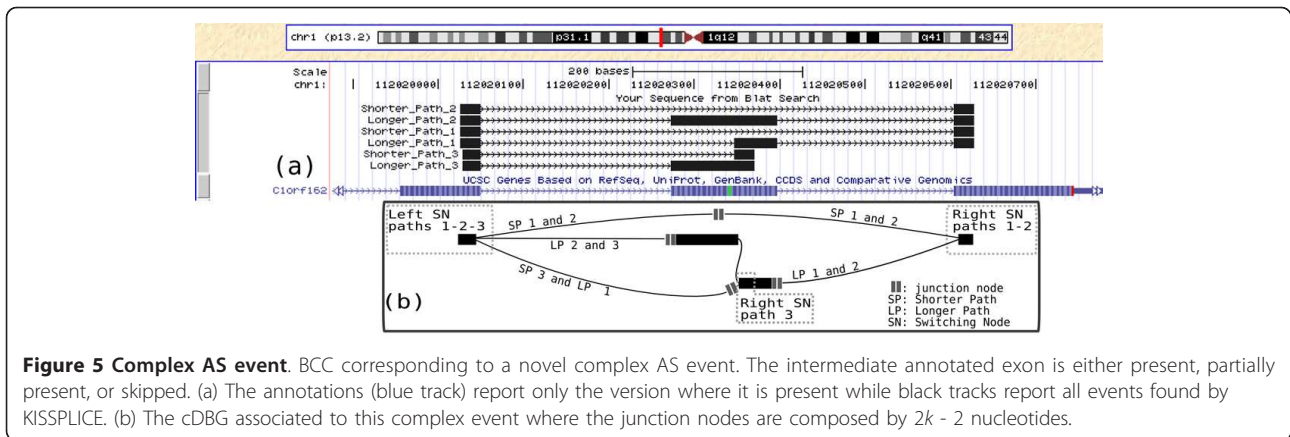 chr1 (p13.2) p31.1 1q12 q41 43 44
Scale 200 bases
chr1: 112020000 112020100 112020200 112020300 112020400 112020500 112020600 112020700
Your Sequence from Blat Search
Shorter_Path_2
Longer_Path_2
Shorter_Path_1
Longer_Path_1
Shorter_Path_3
Longer_Path_3
(a)
UCSC Genes Based on RefSeq, UniProt, GenBank, CCDS and Comparative Genomics
C1orf162
Left SN
paths 1-2-3
SP 1 and 2
SP 1 and 2
Right SN
paths 1-2
LP 2 and 3
SP 3 and LP 1
LP 1 and 2
(b)
Right SN
path 3
: junction node
SP: Shorter Path
LP: Longer Path
SN: Switching Node
Figure 5 Complex AS event. BCC corresponding to a novel complex AS event. The intermediate annotated exon is either present, partially
present, or skipped. (a) The annotations (blue track) report only the version where it is present while black tracks report all events found by
KISSPLICE. (b) The cDBG associated to this complex event where the junction nodes are composed by 2k - 2 nucleotides.